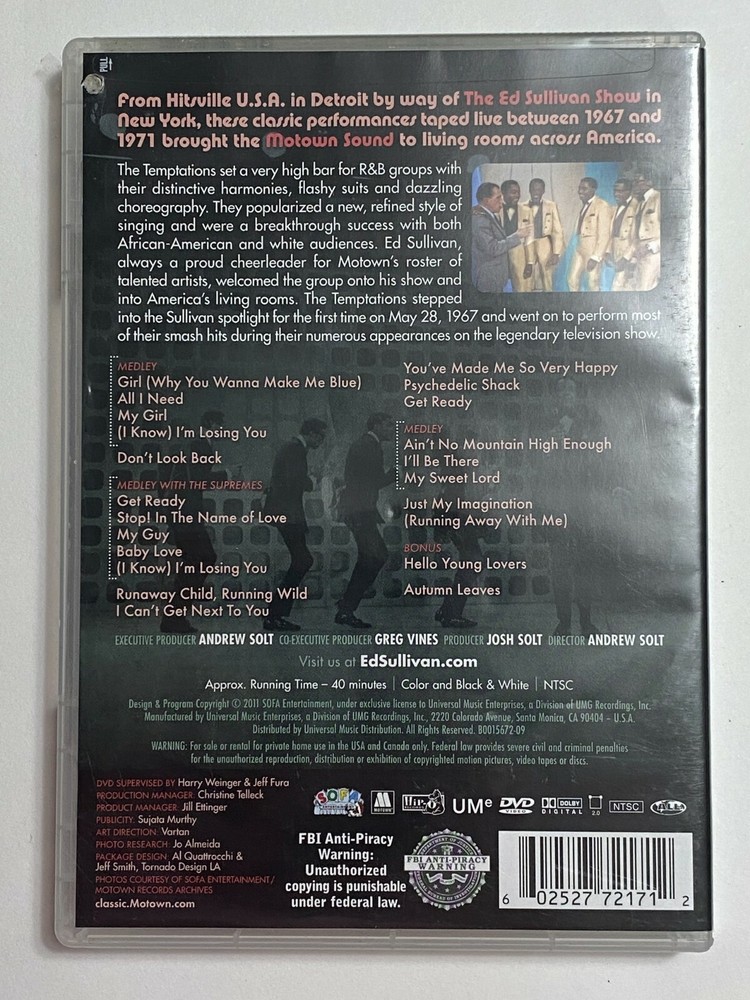 PULL
From Hitsville U.S.A. in Detroit by way of The Ed Sullivan Show in
New York, these classic performances taped live between 1967 and
1971 brought the Motown Sound to living rooms across America.
The Temptations set a very high bar for R&B groups with
their distinctive harmonies, flashy suits and dazzling
choreography. They popularized a new, refined style of
singing and were a breakthrough success with both
African-American and white audiences. Ed Sullivan,
always a proud cheerleader for Motown's roster of
talented artists, welcomed the group onto his show and
into America's living rooms. The Temptations stepped
into the Sullivan spotlight for the first time on May 28, 1967 and went on to perform most
of their smash hits during their numerous appearances on the legendary television show.
MEDLEY
Girl (Why You Wanna Make Me Blue)
All I Need
My Girl
(I Know) I'm Losing You
Don't Look Back
MEDLEY WITH THE SUPREMES
Get Ready
Stop! In The Name of Love
My Guy
Baby Love
(I Know) I'm Losing You
Runaway Child, Running Wild
I Can't Get Next To You
You've Made Me So Very Happy
Psychedelic Shack
Get Ready
MEDLEY
Ain't No Mountain High Enough
I'll Be There
My Sweet Lord
Just My Imagination
(Running Away With Me)
BONUS
Hello Young Lovers
Autumn Leaves
EXECUTIVE PRODUCER ANDREW SOLT CO-EXECUTIVE PRODUCER GREG VINES PRODUCER JOSH SOLT DIRECTOR ANDREW SOLT
Visit us at EdSullivan.com
Approx. Running Time – 40 minutes | Color and Black & White | NTSC
Design & Program Copyright © 2011 SOFA Entertainment, under exclusive license to Universal Music Enterprises, a Division of UMG Recordings, Inc.
Manufactured by Universal Music Enterprises, a Division of UMG Recordings, Inc., 2220 Colorado Avenue, Santa Monica, CA 90404 – U.S.A.
Distributed by Universal Music Distribution. All Rights Reserved. B0015672-09
WARNING: For sale or rental for private home use in the USA and Canada only. Federal law provides severe civil and criminal penalties
for the unauthorized reproduction, distribution or exhibition of copyrighted motion pictures, video tapes or discs.
DVD SUPERVISED BY Harry Weinger & Jeff Fura
PRODUCTION MANAGER: Christine Telleck
PRODUCT MANAGER: Jill Ettinger
PUBLICITY: Sujata Murthy
ART DIRECTION: Vartan
PHOTO RESEARCH: Jo Almeida
PACKAGE DESIGN: Al Quattrocchi &
Jeff Smith, Tornado Design LA
PHOTOS COURTESY OF SOFA ENTERTAINMENT/
MOTOWN RECORDS ARCHIVES
classic.Motown.com
SOFA
MOTOWN
UMe
DVD
VIDEO
DOLBY
DIGITAL
2.0
NTSC
ALL
FBI Anti-Piracy
Warning:
Unauthorized
copying is punishable
under federal law.
FBI ANTI-PIRACY
WARNING
6 02527 72171 2